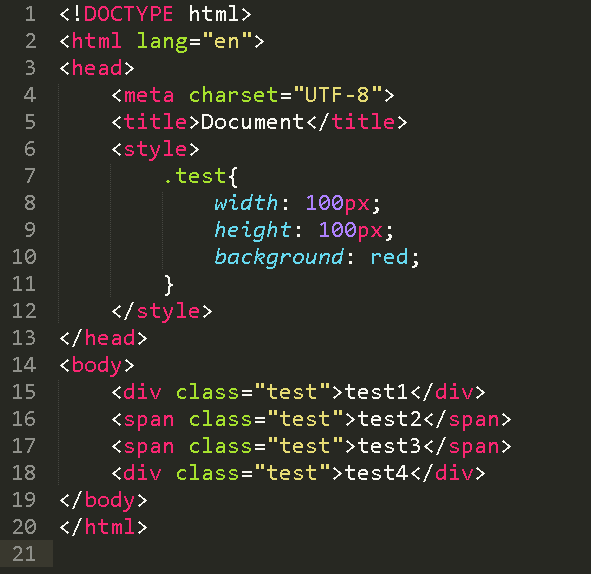 1 <!DOCTYPE html>
2 <html lang="en">
3 <head>
4     <meta charset="UTF-8">
5     <title>Document</title>
6     <style>
7         .test{
8             width: 100px;
9             height: 100px;
10             background: red;
11         }
12     </style>
13 </head>
14 <body>
15     <div class="test">test1</div>
16     <span class="test">test2</span>
17     <span class="test">test3</span>
18     <div class="test">test4</div>
19 </body>
20 </html>
21